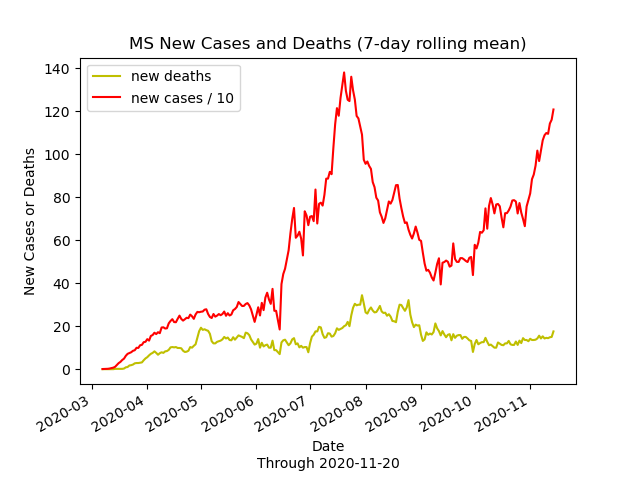 MS New Cases and Deaths (7-day rolling mean)
new deaths
new cases / 10
New Cases or Deaths
140
120
100
80
60
40
20
0
2020-03
2020-04
2020-05
2020-06
2020-07
2020-08
2020-09
2020-10
2020-11
Date
Through 2020-11-20